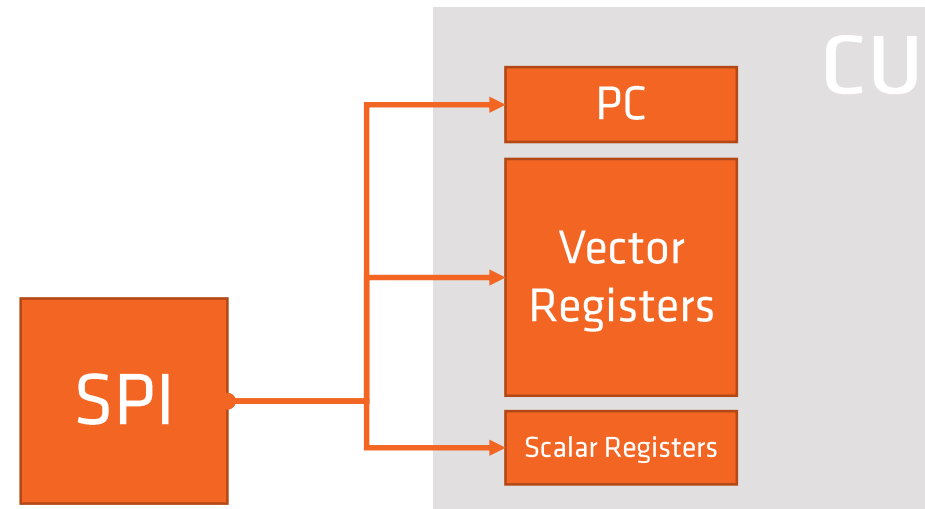 CU
PC
Vector
Registers
SPI
Scalar Registers